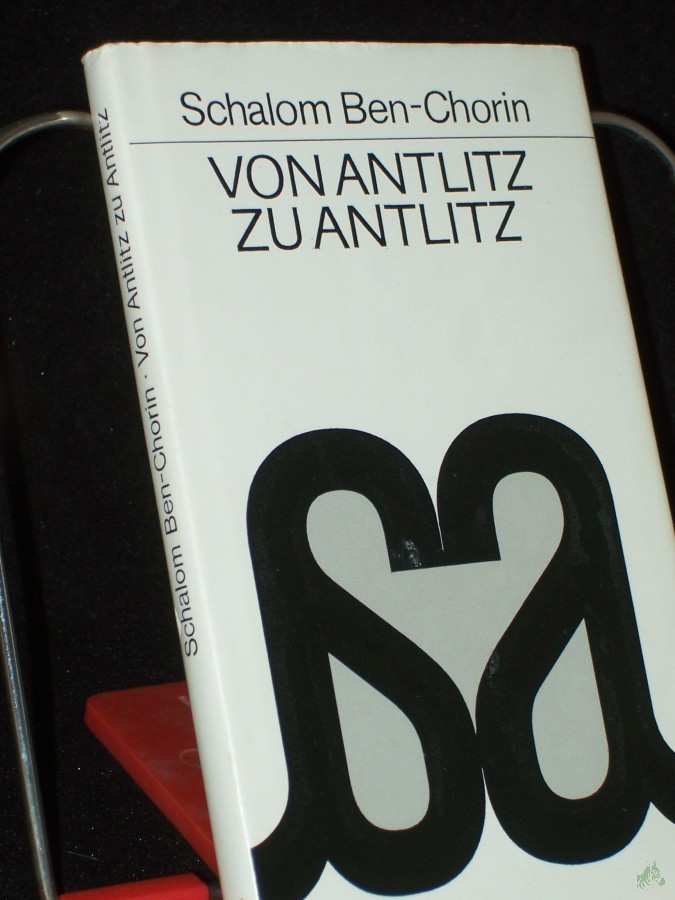 Schalom Ben-Chorin
VON ANTLITZ
ZU ANTLITZ
Schalom Ben-Chorin · Von Antlitz zu Antlitz